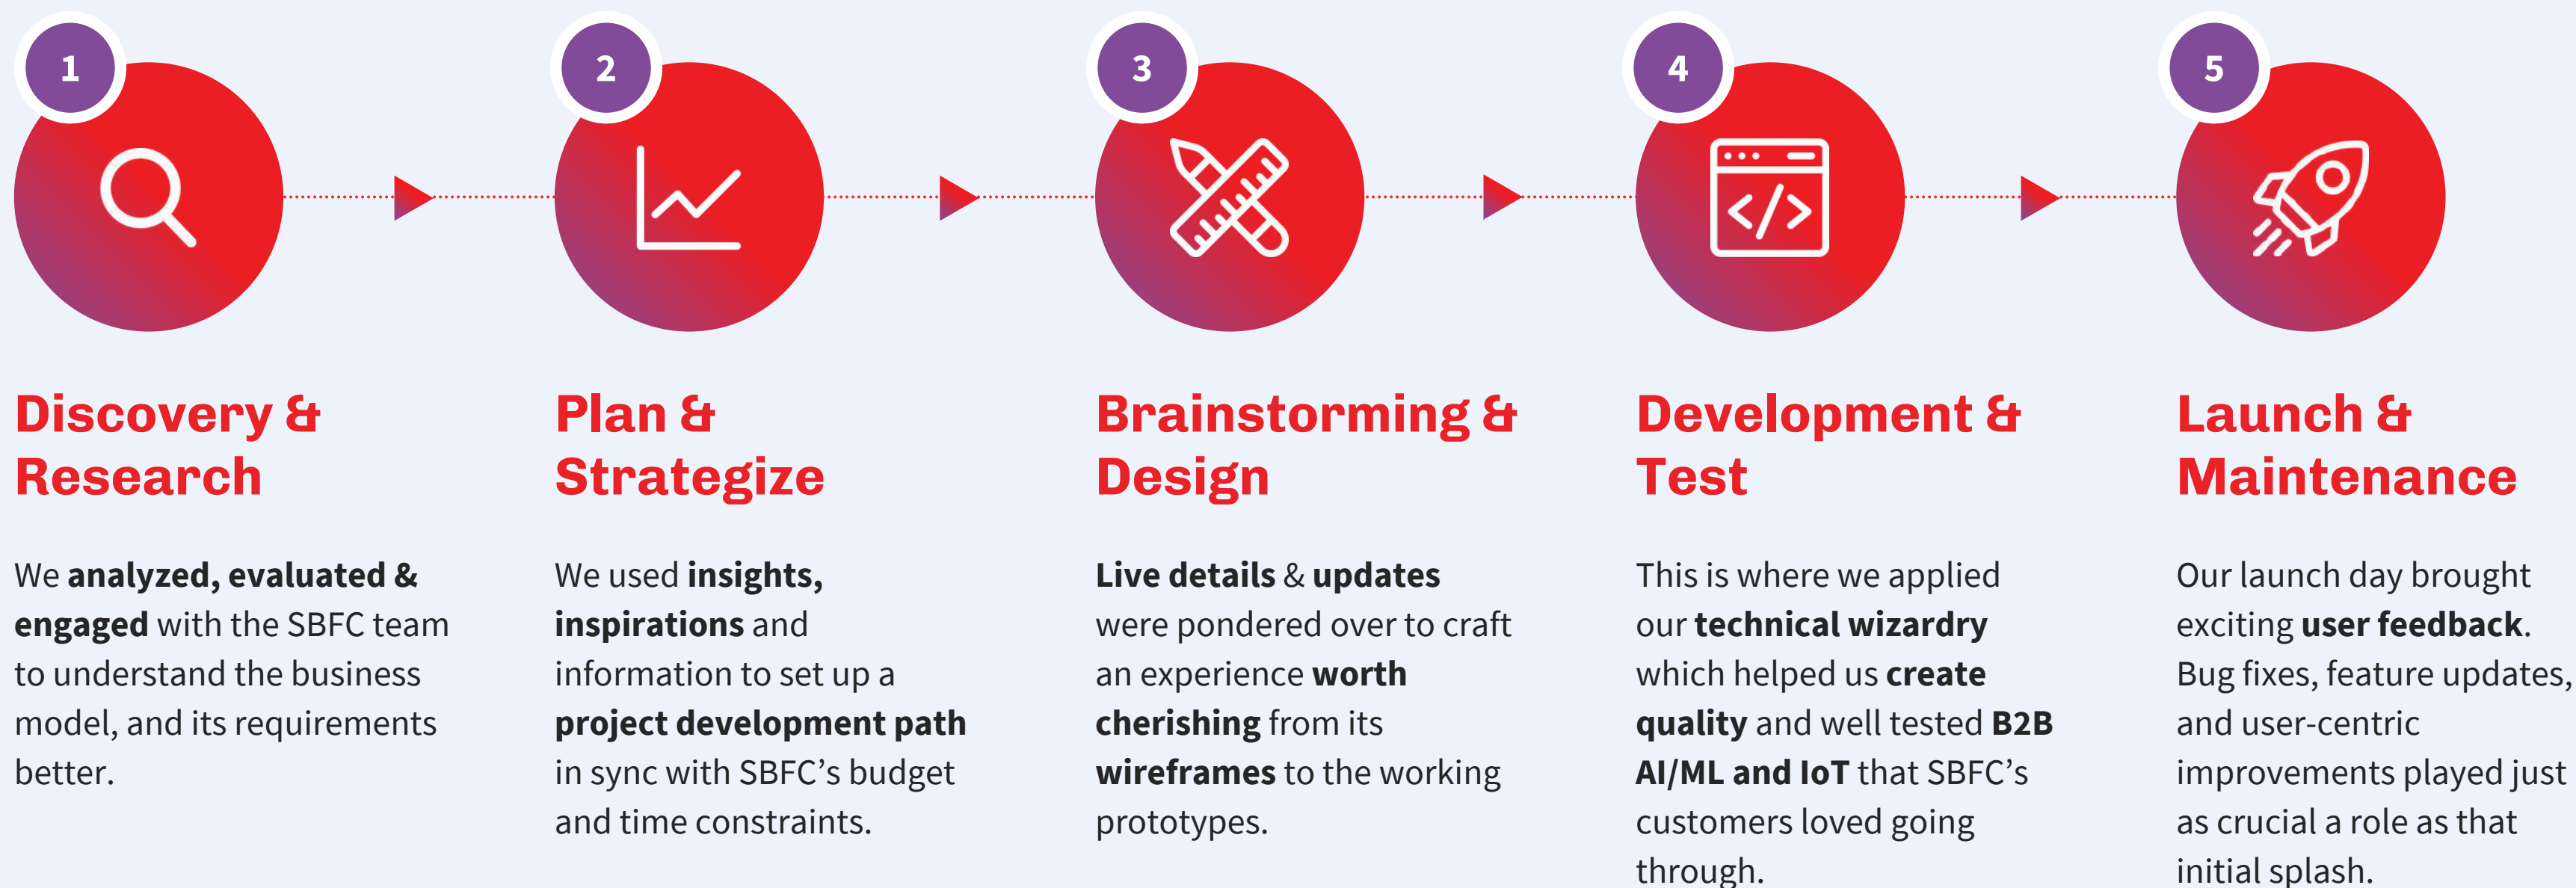 1
Discovery &
Research
We analyzed, evaluated &
engaged with the SBFC team
to understand the business
model, and its requirements
better.
2
Plan &
Strategize
We used insights,
inspirations and
information to set up a
project development path
in sync with SBFC’s budget
and time constraints.
3
Brainstorming &
Design
Live details & updates
were pondered over to craft
an experience worth
cherishing from its
wireframes to the working
prototypes.
4
</>
Development &
Test
This is where we applied
our technical wizardry
which helped us create
quality and well tested B2B
AI/ML and IoT that SBFC’s
customers loved going
through.
5
Launch &
Maintenance
Our launch day brought
exciting user feedback.
Bug fixes, feature updates,
and user-centric
improvements played just
as crucial a role as that
initial splash.